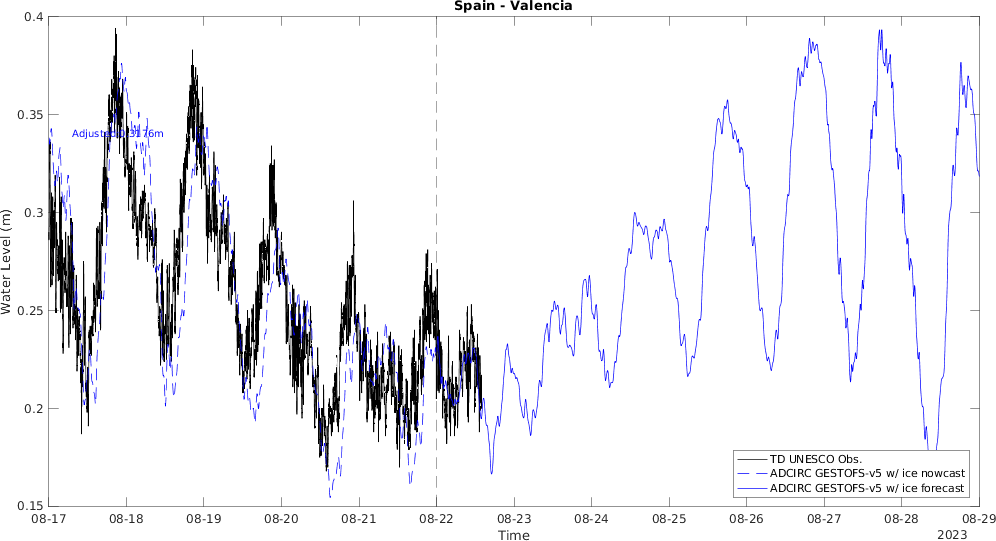 Spain - Valencia
0.4
0.35
0.3
0.25
0.2
0.15
Water Level (m)
Adjusted 0.3176m
08-17
08-18
08-19
08-20
08-21
08-22
08-23
08-24
08-25
08-26
08-27
08-28
08-29
Time
2023
TD UNESCO Obs.
ADCIRC GESTOFS-v5 w/ ice nowcast
ADCIRC GESTOFS-v5 w/ ice forecast